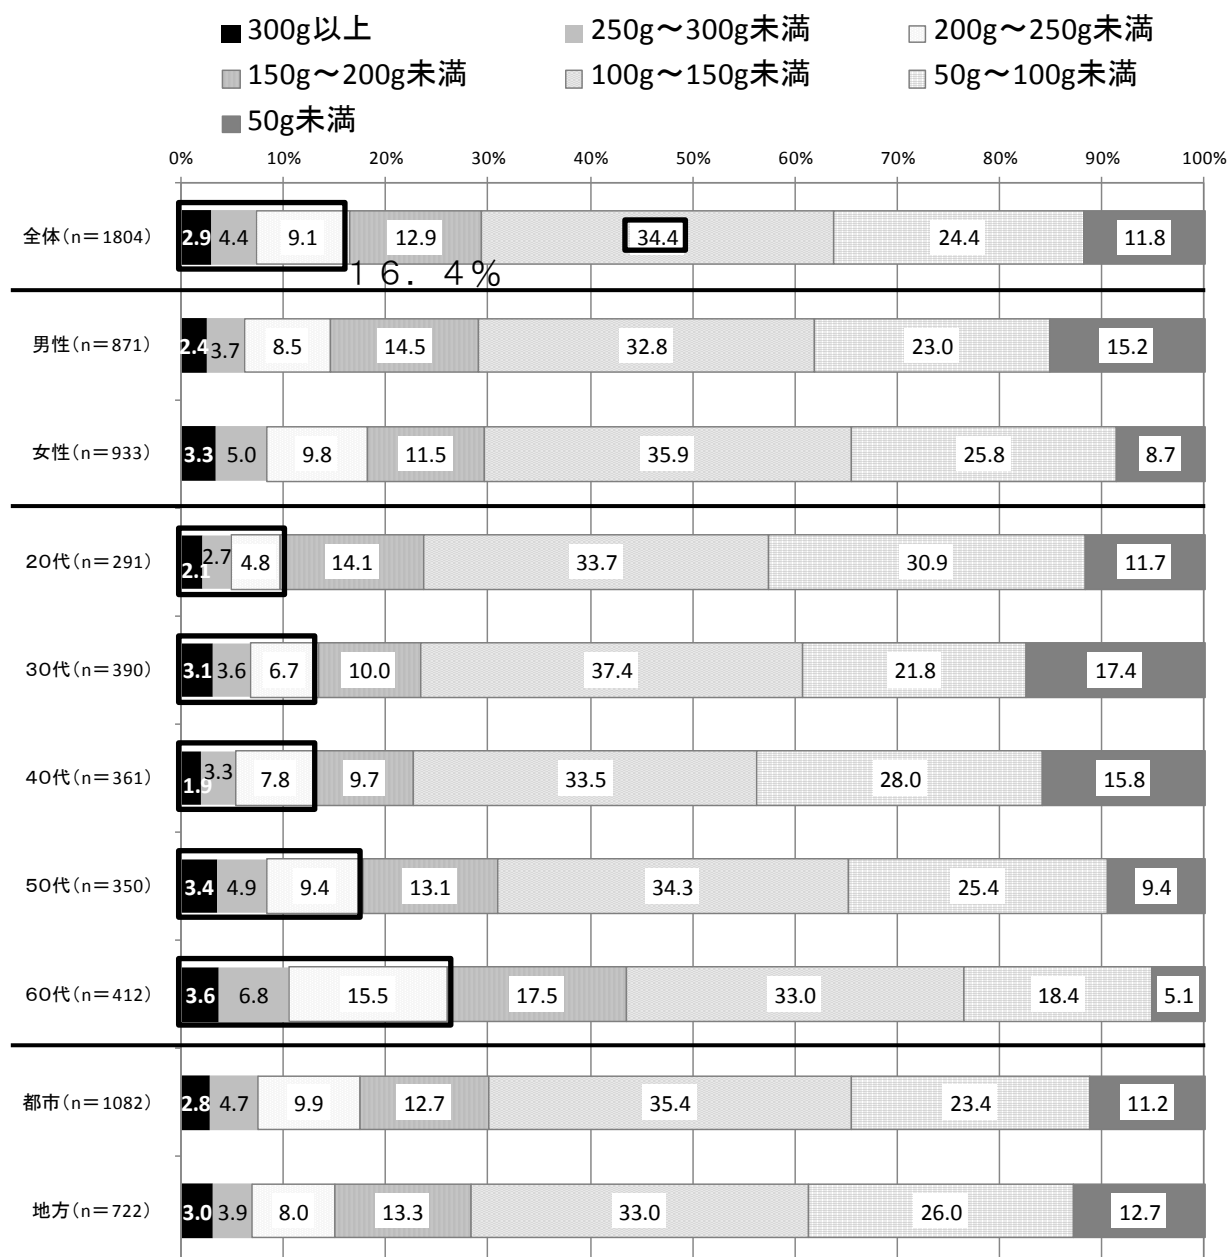 300g以上 250g～300g未満 200g～250g未満
150g～200g未満 100g～150g未満 50g～100g未満
50g未満
0% 10% 20% 30% 40% 50% 60% 70% 80% 90% 100%
全体(n＝1804) 2.9 4.4 9.1 12.9 34.4 24.4 11.8
１６．４％
男性(n＝871) 2.4 3.7 8.5 14.5 32.8 23.0 15.2
女性(n＝933) 3.3 5.0 9.8 11.5 35.9 25.8 8.7
20代(n＝291) 2.1 2.7 4.8 14.1 33.7 30.9 11.7
30代(n＝390) 3.1 3.6 6.7 10.0 37.4 21.8 17.4
40代(n＝361) 1.9 3.3 7.8 9.7 33.5 28.0 15.8
50代(n＝350) 3.4 4.9 9.4 13.1 34.3 25.4 9.4
60代(n＝412) 3.6 6.8 15.5 17.5 33.0 18.4 5.1
都市(n＝1082) 2.8 4.7 9.9 12.7 35.4 23.4 11.2
地方(n＝722) 3.0 3.9 8.0 13.3 33.0 26.0 12.7